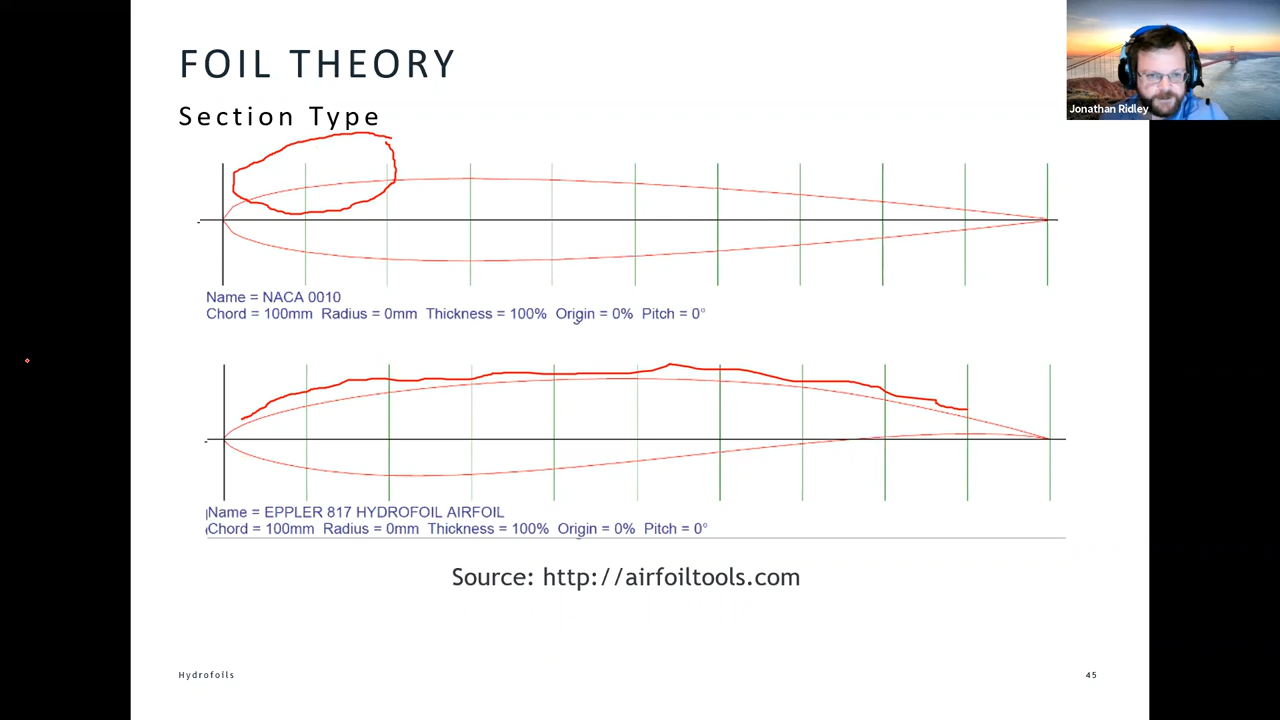 FOIL THEORY
Section Type
Jonathan Ridley
Name = NACA 0010
Chord = 100mm Radius = 0mm Thickness = 100% Origin = 0% Pitch = 0°
Name = EPPLER 817 HYDROFOIL AIRFOIL
Chord = 100mm Radius = 0mm Thickness = 100% Origin = 0% Pitch = 0°
Source: http://airfoiltools.com
Hydrofoils
45